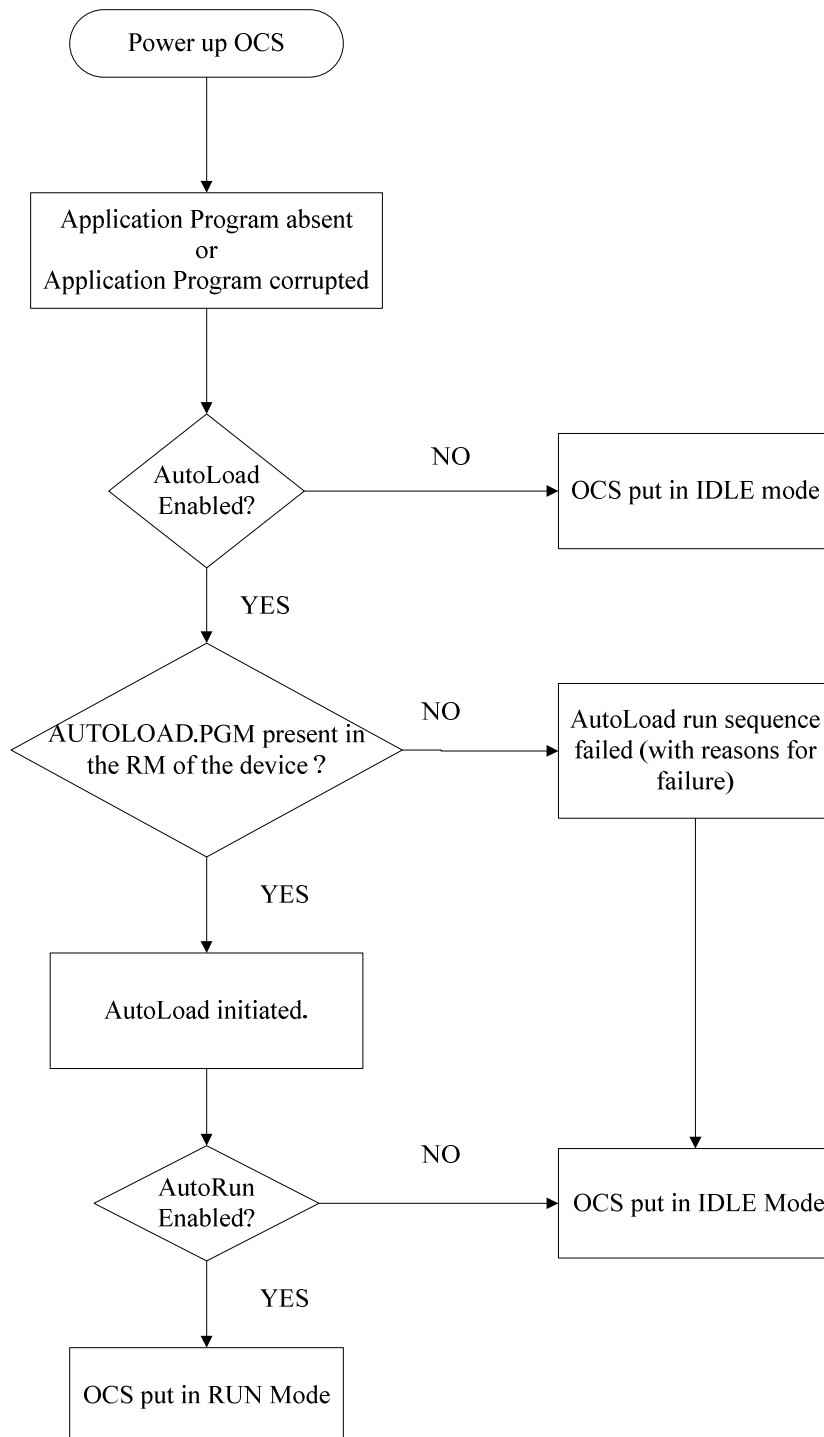 Power up OCS
Application Program absent
or
Application Program corrupted
AutoLoad
Enabled?
NO
OCS put in IDLE mode
YES
AUTOLOAD.PGM present in
the RM of the device ?
NO
AutoLoad run sequence
failed (with reasons for
failure)
YES
AutoLoad initiated.
AutoRun
Enabled?
NO
OCS put in IDLE Mode
YES
OCS put in RUN Mode